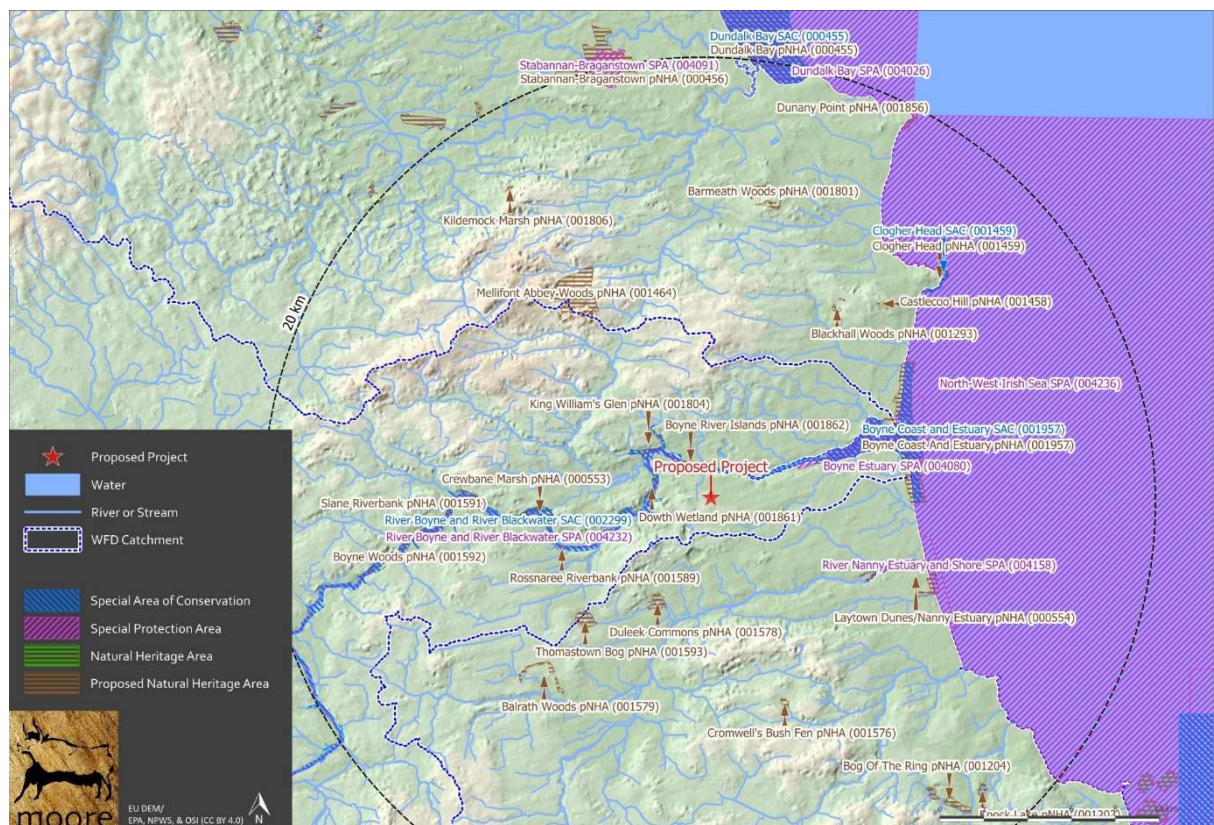 Dundalk Bay SAC (000455)
Dundalk Bay pNHA (000455)
Stabannan-Braganstown SPA (004091)
Dundalk Bay SPA (004026)
Stabannan-Braganstown pNHA (000456)
Dunany Point pNHA (001856)
Barmeath Woods pNHA (001801)
Kildemock Marsh pNHA (001806)
Clogher Head SAC (001459)
Clogher Head pNHA (001459)
Mellifont Abbey Woods pNHA (001464)
Castlecoo Hill pNHA (001458)
20 km
Blackhall Woods pNHA (001293)
North-West Irish Sea SPA (004236)
King William's Glen pNHA (001804)
Boyne River Islands pNHA (001862)
Boyne Coast and Estuary SAC (001957)
Boyne Coast And Estuary pNHA (001957)
Proposed Project
Boyne Estuary SPA (004080)
Crewbane Marsh pNHA (000553)
Slane Riverbank pNHA (001591)
Dowth Wetland pNHA (001861)
River Boyne and River Blackwater SAC (002299)
River Boyne and River Blackwater SPA (004232)
Boyne Woods pNHA (001592)
River Nanny Estuary and Shore SPA (004158)
Rossnaree Riverbank pNHA (001589)
Laytown Dunes/Nanny Estuary pNHA (000554)
Duleek Commons pNHA (001578)
Thomastown Bog pNHA (001593)
Balrath Woods pNHA (001579)
Cromwell's Bush Fen pNHA (001576)
Bog Of The Ring pNHA (001204)
Knock Lake pNHA (001203)
Proposed Project
Water
River or Stream
WFD Catchment
Special Area of Conservation
Special Protection Area
Natural Heritage Area
Proposed Natural Heritage Area
moore
EU DEM/
EPA, NPWS, & OSI (CC BY 4.0)
N